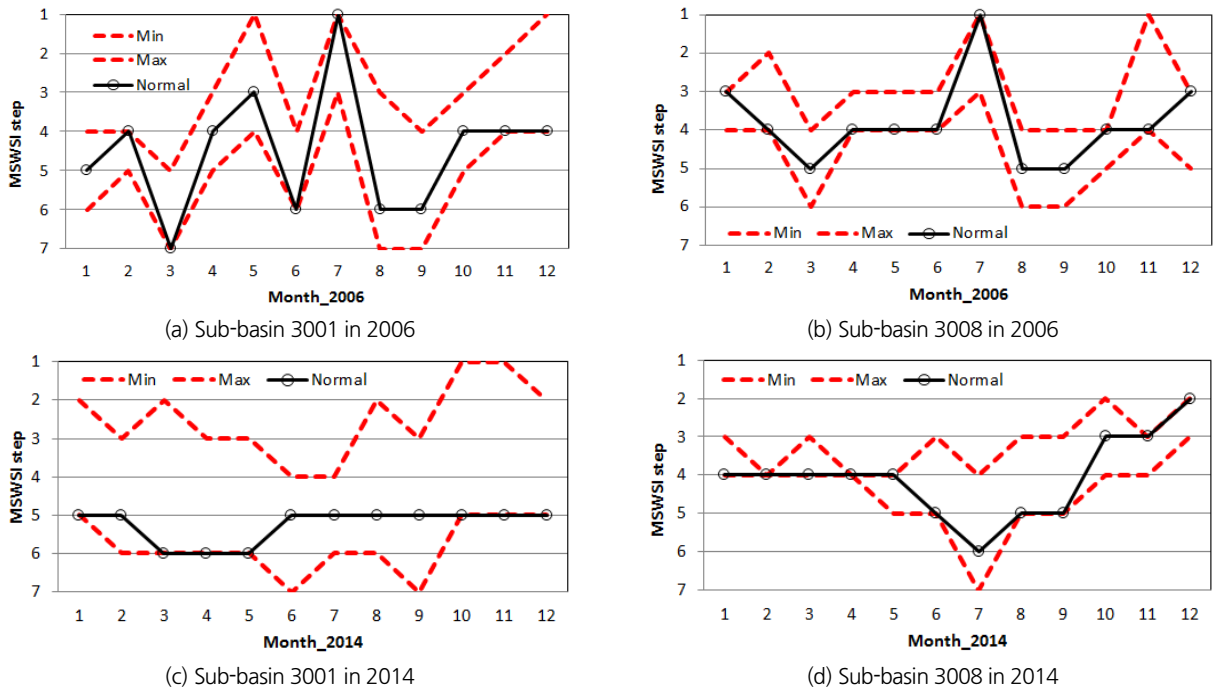 1
2
3
4
5
6
7
MSWSI step
Min
Max
Normal
1 2 3 4 5 6 7 8 9 10 11 12
Month_2006
(a) Sub-basin 3001 in 2006
1
2
3
4
5
6
7
MSWSI step
Min Max Normal
1 2 3 4 5 6 7 8 9 10 11 12
Month_2006
(b) Sub-basin 3008 in 2006
1
2
3
4
5
6
7
MSWSI step
Min Max Normal
1 2 3 4 5 6 7 8 9 10 11 12
Month_2014
(c) Sub-basin 3001 in 2014
1
2
3
4
5
6
7
MSWSI step
Min Max Normal
1 2 3 4 5 6 7 8 9 10 11 12
Month_2014
(d) Sub-basin 3008 in 2014